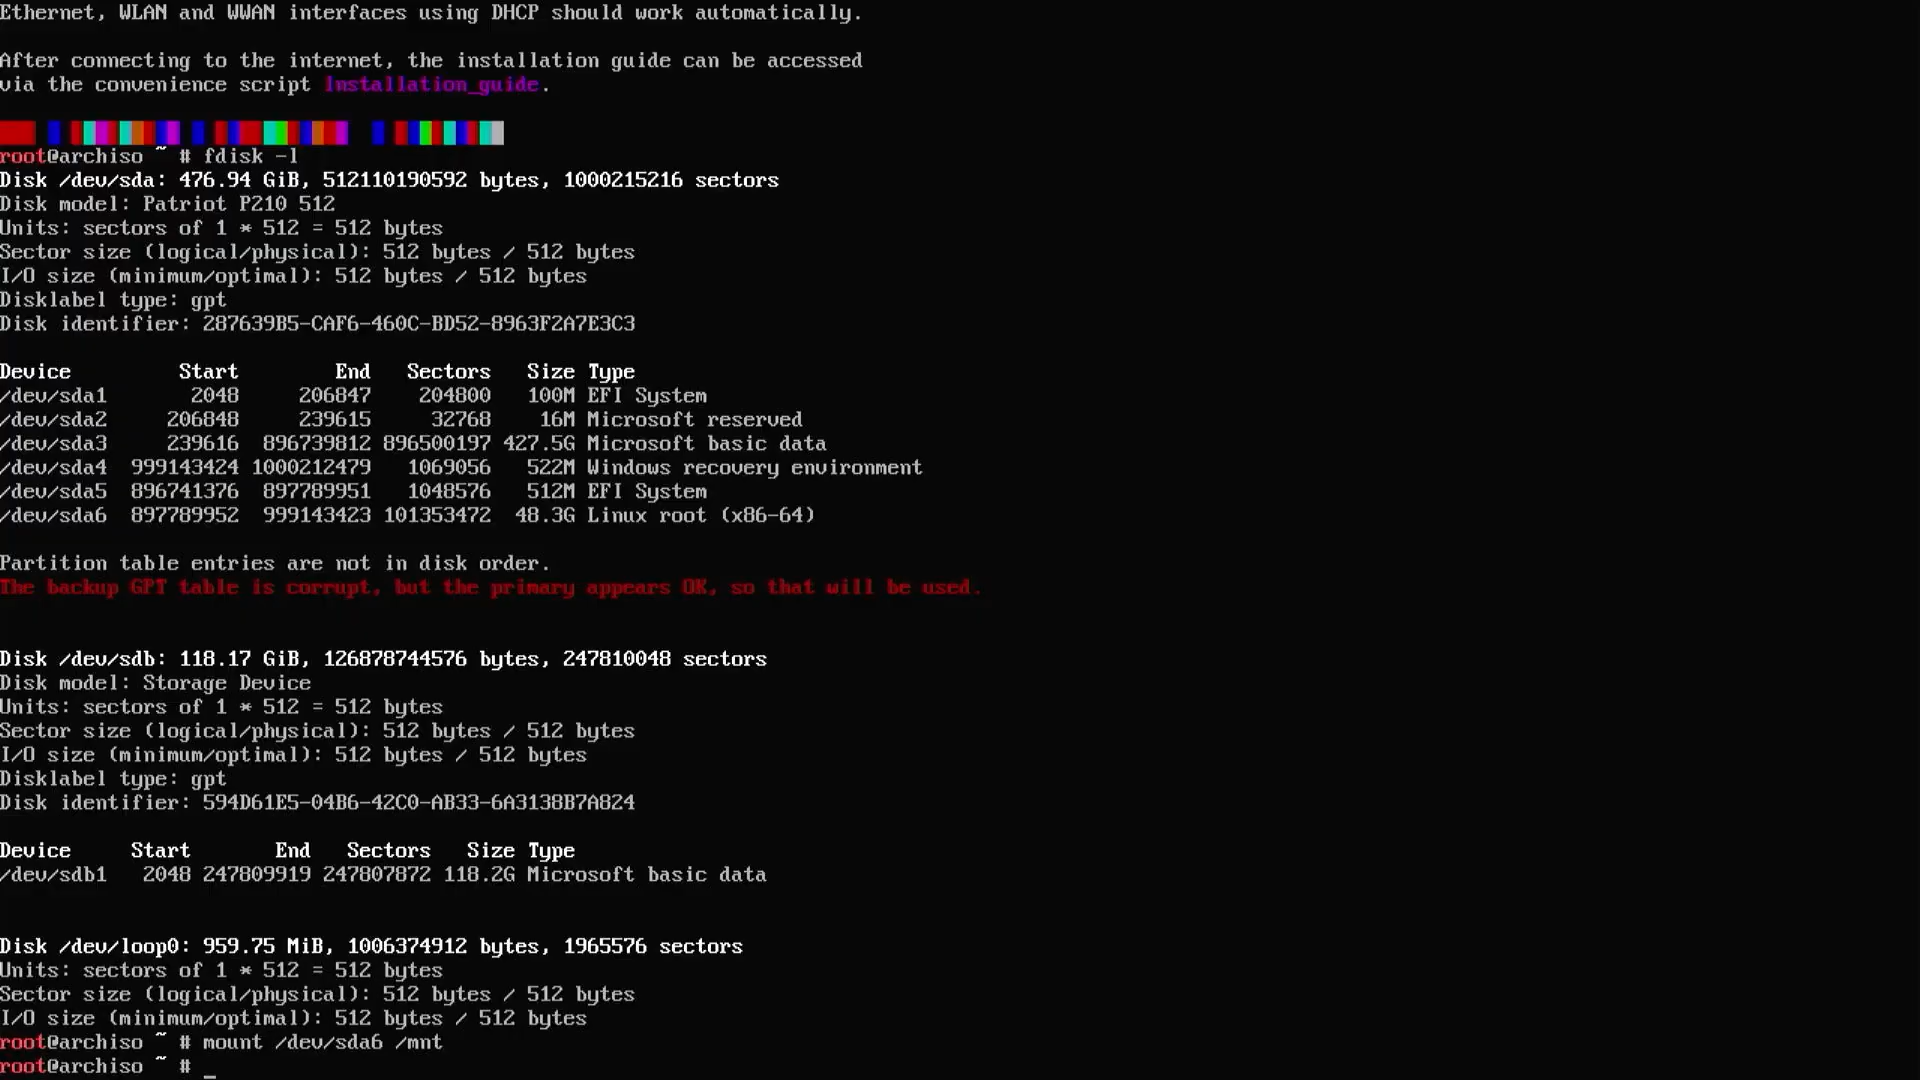 Ethernet, WLAN and WWAN interfaces using DHCP should work automatically.
After connecting to the internet, the installation guide can be accessed
via the convenience script Installation_guide.
root@archiso ~ # fdisk -l
Disk /dev/sda: 476.94 GiB, 512110190592 bytes, 1000215216 sectors
Disk model: Patriot P210 512
Units: sectors of 1 * 512 = 512 bytes
Sector size (logical/physical): 512 bytes / 512 bytes
I/O size (minimum/optimal): 512 bytes / 512 bytes
Disklabel type: gpt
Disk identifier: 287639B5-CAF6-460C-BD52-8963F2A7E3C3
Device         Start        End   Sectors   Size Type
/dev/sda1       2048     206847    204800   100M EFI System
/dev/sda2     206848     239615     32768    16M Microsoft reserved
/dev/sda3     239616  896739812 896500197 427.5G Microsoft basic data
/dev/sda4  999143424 1000212479   1069056   522M Windows recovery environment
/dev/sda5  896741376  897789951   1048576   512M EFI System
/dev/sda6  897789952  999143423 101353472  48.3G Linux root (x86-64)
Partition table entries are not in disk order.
The backup GPT table is corrupt, but the primary appears OK, so that will be used.
Disk /dev/sdb: 118.17 GiB, 126878744576 bytes, 247810048 sectors
Disk model: Storage Device
Units: sectors of 1 * 512 = 512 bytes
Sector size (logical/physical): 512 bytes / 512 bytes
I/O size (minimum/optimal): 512 bytes / 512 bytes
Disklabel type: gpt
Disk identifier: 594D61E5-04B6-42C0-AB33-6A3138B7A824
Device     Start       End   Sectors   Size Type
/dev/sdb1   2048 247809919 247807872 118.2G Microsoft basic data
Disk /dev/loop0: 959.75 MiB, 1006374912 bytes, 1965576 sectors
Units: sectors of 1 * 512 = 512 bytes
Sector size (logical/physical): 512 bytes / 512 bytes
I/O size (minimum/optimal): 512 bytes / 512 bytes
root@archiso ~ # mount /dev/sda6 /mnt
root@archiso ~ # _